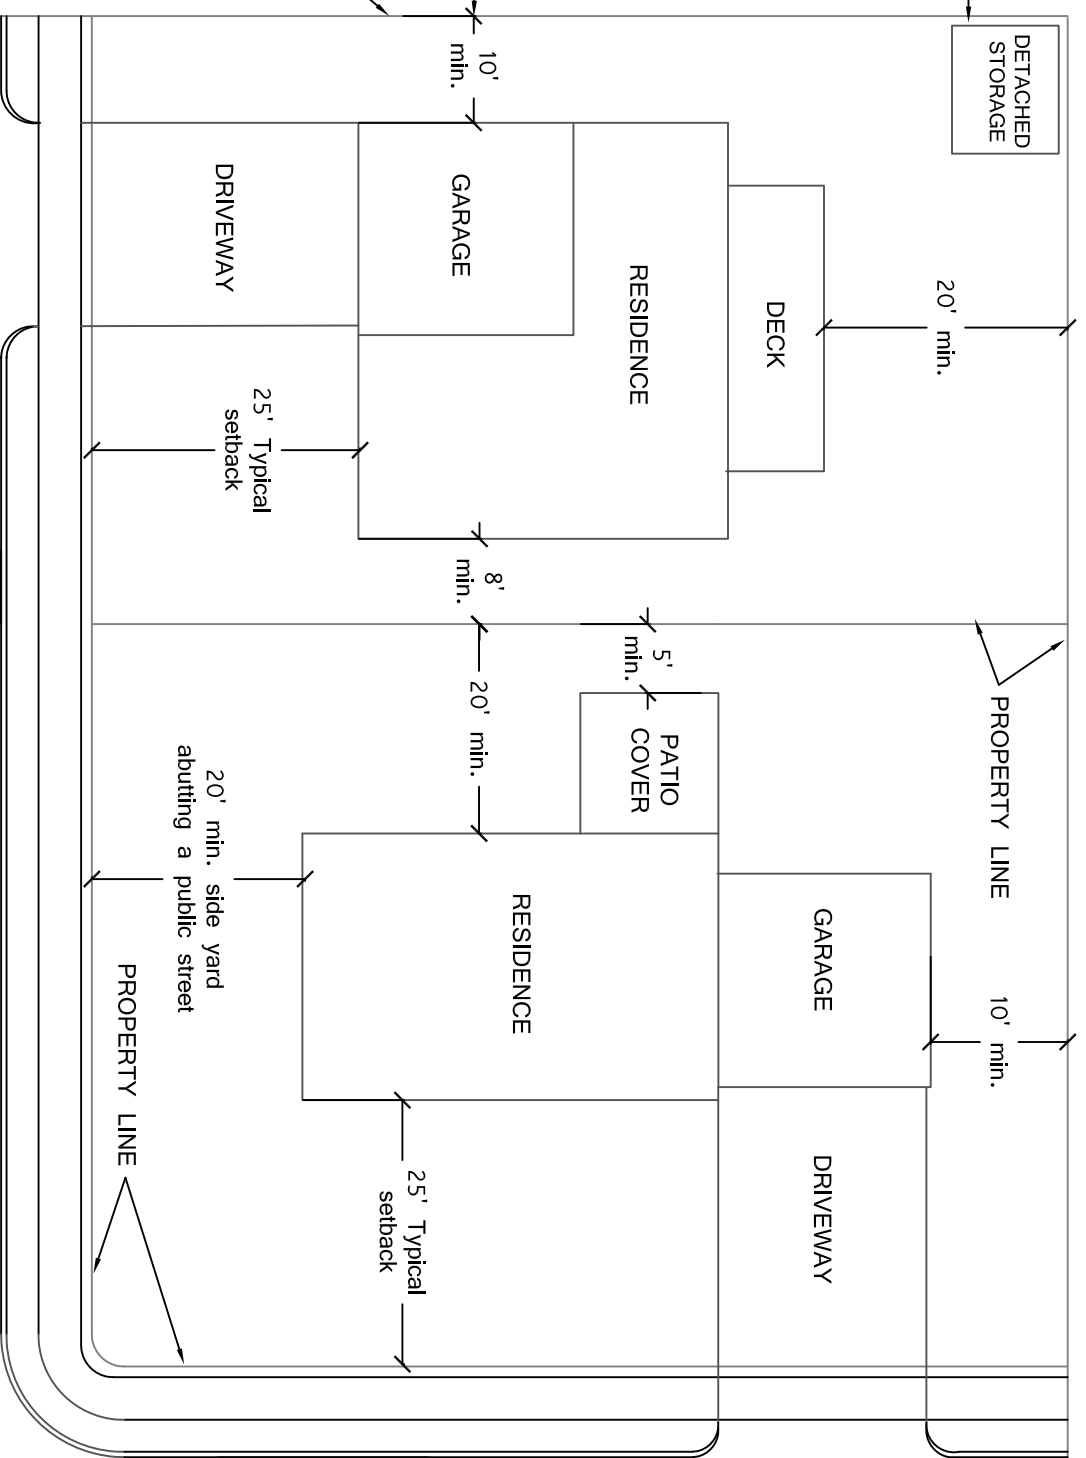 DETACHED
STORAGE
10'
min.
DRIVEWAY
GARAGE
RESIDENCE
DECK
20' min.
25' Typical
setback
8'
min.
5'
min.
20' min.
PATIO
COVER
PROPERTY LINE
20' min. side yard
abutting a public street
RESIDENCE
GARAGE
10' min.
PROPERTY LINE
25' Typical
setback
DRIVEWAY